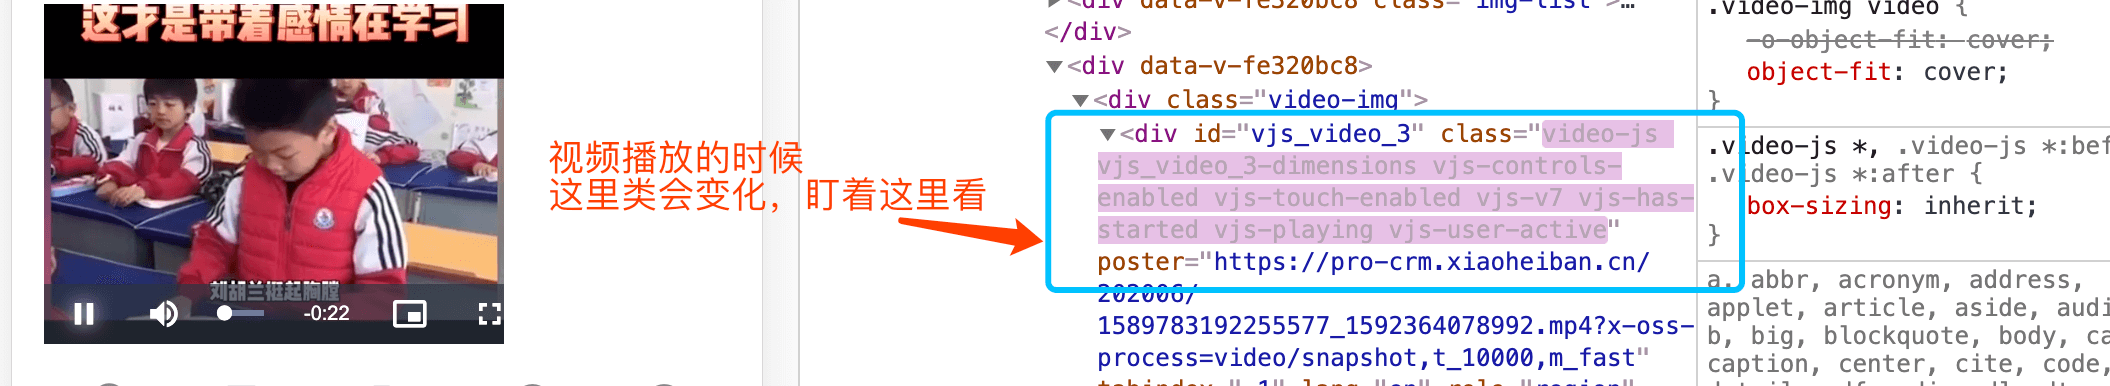 这才是带着感情在学习
刘胡兰挺起胸膛
-0:22
视频播放的时候
这里类会变化，盯着这里看
</div>
▼<div data-v-fe320bc8>
▼<div class="video-img">
▼<div id="vjs_video_3" class="video-js
vjs_video_3-dimensions vjs-controls-
enabled vjs-touch-enabled vjs-v7 vjs-has-
started vjs-playing vjs-user-active"
poster="https://pro-crm.xiaoheiban.cn/
202006/
1589783192255577_1592364078992.mp4?x-oss-
process=video/snapshot,t_10000,m_fast"
.video-img video {
-o-object-fit: cover;
object-fit: cover;
}
.video-js *, .video-js *:bef
.video-js *:after {
box-sizing: inherit;
}
a, abbr, acronym, address,
applet, article, aside, audi
b, big, blockquote, body, ca
caption, center, cite, code,